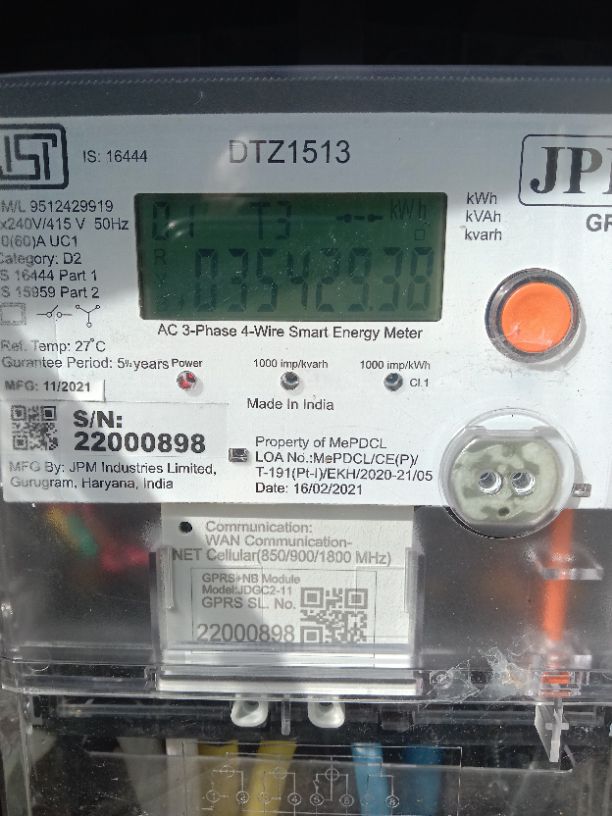 IS: 16444
DTZ1513
JP
M/L 9512429919
x240V/415 V 50Hz
0(60)A UC1
Category: D2
S 16444 Part 1
S 15959 Part 2
01 T3 kWh
R
03542938
kWh
kVAh
kvarh
GR
AC 3-Phase 4-Wire Smart Energy Meter
Ref. Temp: 27°C
Gurantee Period: 5½years
Power
1000 imp/kvarh
1000 imp/kWh
Cl.1
MFG: 11/2021
Made In India
S/N:
22000898
MFG By: JPM Industries Limited,
Gurugram, Haryana, India
Property of MePDCL
LOA No.:MePDCL/CE(P)/
T-191(Pt-I)/EKH/2020-21/05
Date: 16/02/2021
Communication:
WAN Communication-
NET Cellular(850/900/1800 MHz)
GPRS+NB Module
Model:JDGC2-11
GPRS SL. No.
22000898